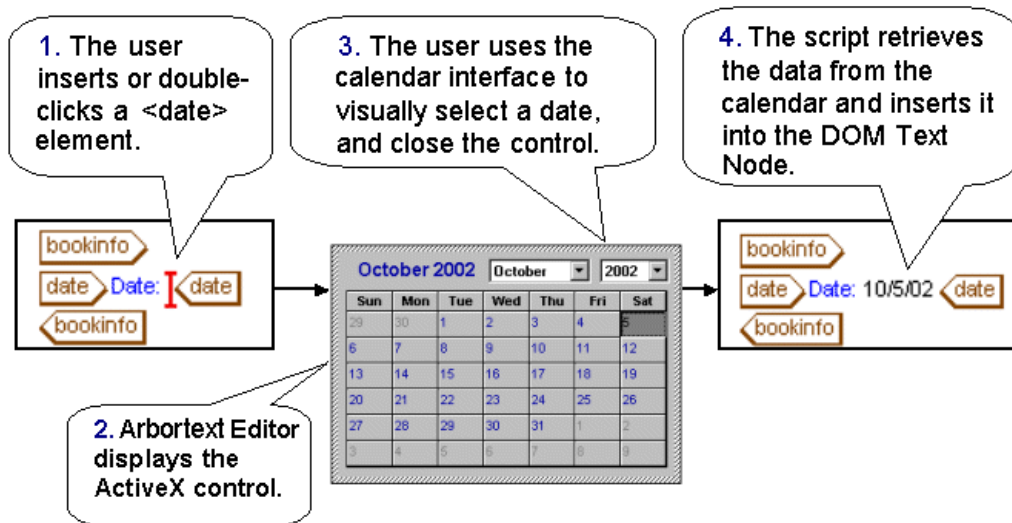 1. The user
inserts or double-
clicks a <date>
element.
3. The user uses the
calendar interface to
visually select a date,
and close the control.
4. The script retrieves
the data from the
calendar and inserts it
into the DOM Text
Node.
bookinfo
date Date: date
bookinfo
October 2002 October 2002
Sun Mon Tue Wed Thu Fri Sat
29 30 1 2 3 4 5
6 7 8 9 10 11 12
13 14 15 16 17 18 19
20 21 22 23 24 25 26
27 28 29 30 31 1 2
3 4 5 6 7 8 9
bookinfo
date Date: 10/5/02 date
bookinfo
2. Arbortext Editor
displays the
ActiveX control.